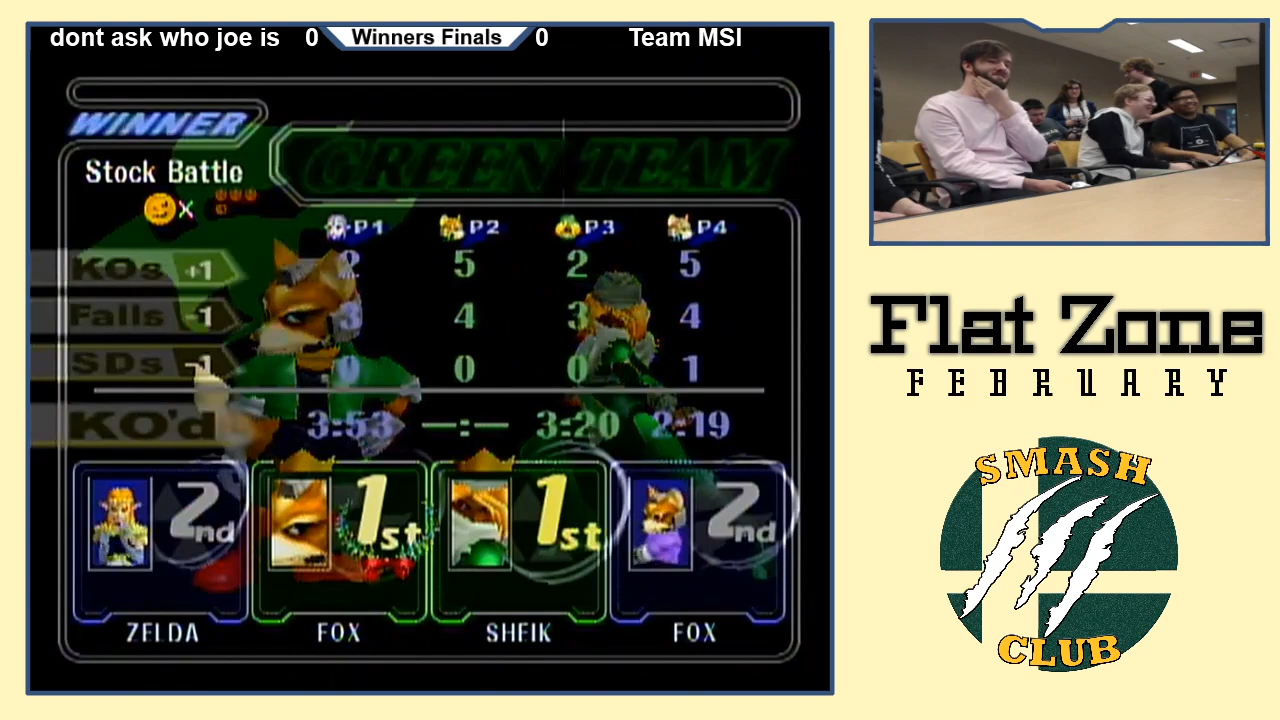 dont ask who joe is 0 Winners Finals 0 Team MSI
WINNER
GREEN TEAM
Stock Battle
P1 P2 P3 P4
KOs +1 2 5 2 5
Falls -1 3 4 3 4
SDs -1 0 0 0 1
KO'd 3:53 —:— 3:20 2:19
2nd 1st 1st 2nd
ZELDA FOX SHEIK FOX
Flat Zone
FEBRUARY
SMASH
CLUB